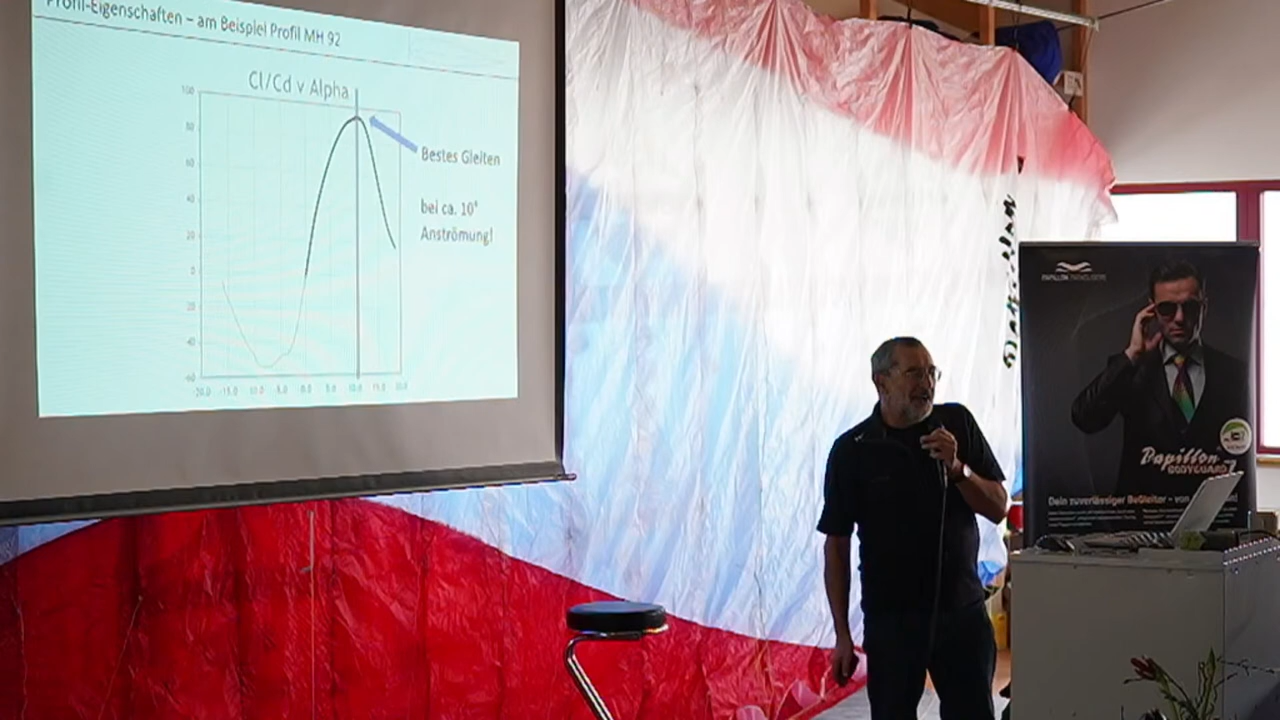 Profil-Eigenschaften – am Beispiel Profil MH 92
Cl/Cd v Alpha
100
80
60
40
20
0
-20
-40
-60
-20.0 -15.0 -10.0 -5.0 0.0 5.0 10.0 15.0 20.0
Bestes Gleiten
bei ca. 10°
Anströmung!
PAPILLON PARAGLIDERS
Papillon
BODYGUARD
Dein zuverlässiger BeGleiter - von